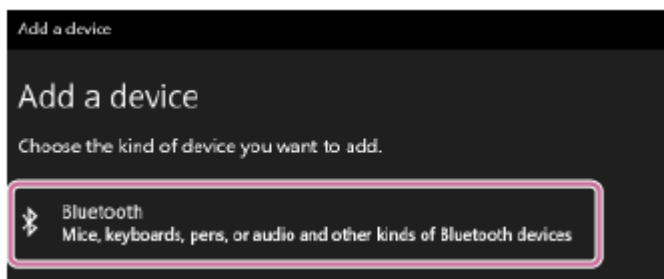 Add a device
Add a device
Choose the kind of device you want to add.
Bluetooth
Mice, keyboards, pens, or audio and other kinds of Bluetooth devices